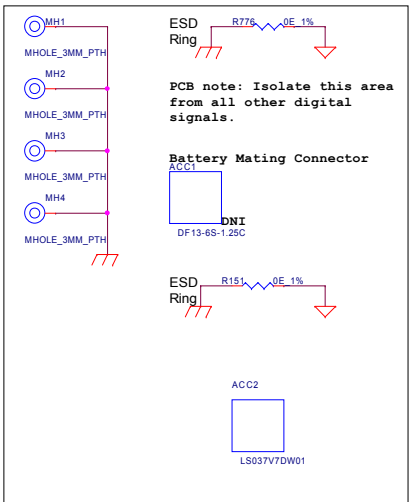 MH1
MHOLE_3MM_PTH
MH2
MHOLE_3MM_PTH
MH3
MHOLE_3MM_PTH
MH4
MHOLE_3MM_PTH
ESD
Ring
R776
0E_1%
PCB note: Isolate this area
from all other digital
signals.
Battery Mating Connector
ACC1
DNI
DF13-6S-1.25C
ESD
Ring
R151
0E_1%
ACC2
LS037V7DW01